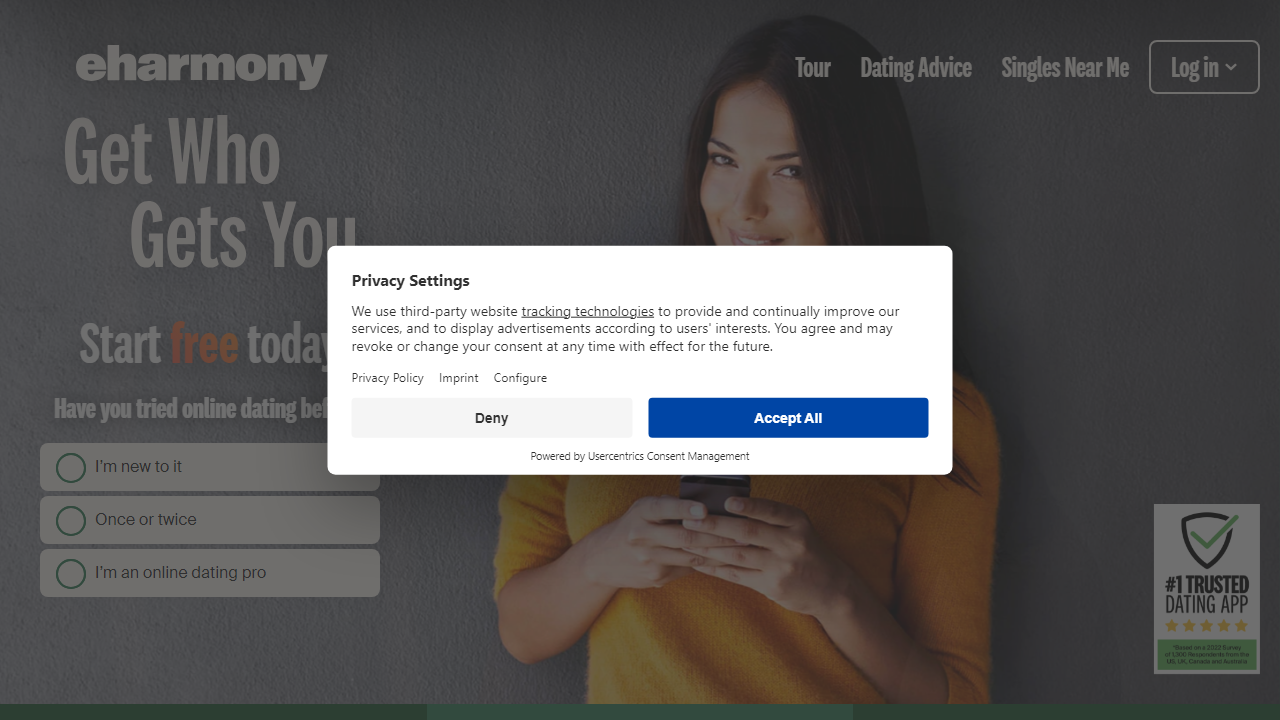 eharmony
Tour
Dating Advice
Singles Near Me
Log in
Get Who
Gets You
Start free today
Have you tried online dating
I'm new to it
Once or twice
I'm an online dating pro
Privacy Settings
We use third-party website tracking technologies to provide and continually improve our
services, and to display advertisements according to users' interests. You agree and may
revoke or change your consent at any time with effect for the future.
Privacy Policy
Imprint
Configure
Deny
Accept All
Powered by Usercentrics Consent Management
#1 TRUSTED
DATING APP
*Based on a 2022 Survey
of 1,300 Respondents from the
US, UK, Canada and Australia